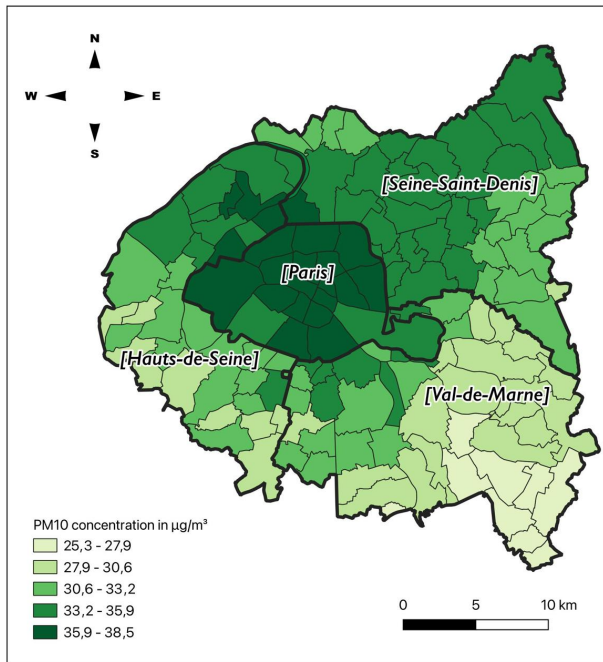 N
W E
S
[Seine-Saint-Denis]
[Paris]
[Hauts-de-Seine]
[Val-de-Marne]
PM10 concentration in µg/m³
25,3 - 27,9
27,9 - 30,6
30,6 - 33,2
33,2 - 35,9
35,9 - 38,5
0 5 10 km